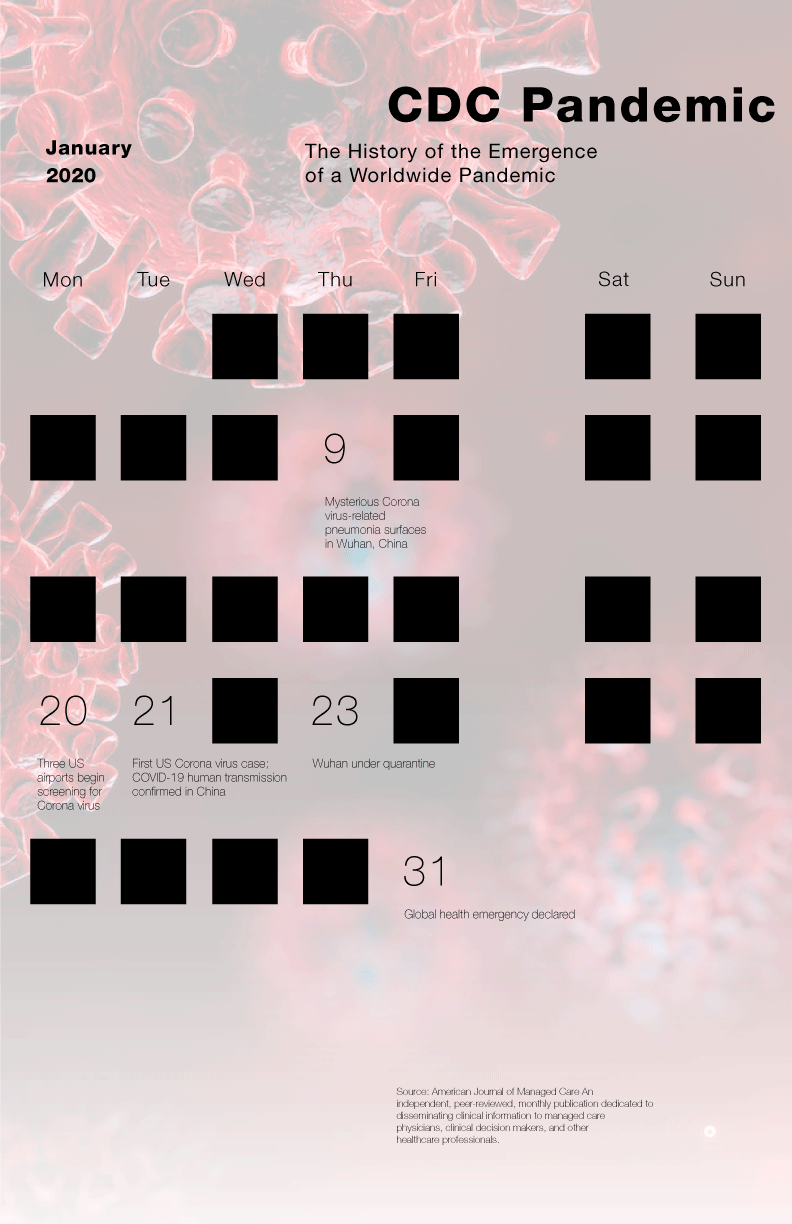 CDC Pandemic
January
2020
The History of the Emergence
of a Worldwide Pandemic
Mon Tue Wed Thu Fri Sat Sun
9
Mysterious Corona
virus-related
pneumonia surfaces
in Wuhan, China
20 21 23
Three US
airports begin
screening for
Corona virus
First US Corona virus case;
COVID-19 human transmission
confirmed in China
Wuhan under quarantine
31
Global health emergency declared
Source: American Journal of Managed Care An
independent, peer-reviewed, monthly publication dedicated to
disseminating clinical information to managed care
physicians, clinical decision makers, and other
healthcare professionals.